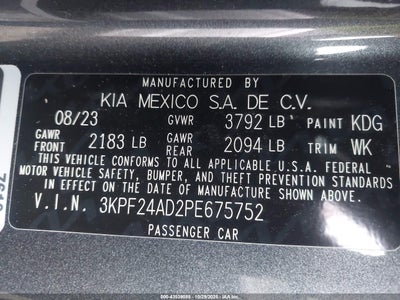 MANUFACTURED BY
KIA MEXICO S.A. DE C.V.
08/23 GVWR 3792 LB PAINT KDG
GAWR FRONT 2183 LB GAWR 2094 LB TRIM WK
THIS VEHICLE CONFORMS TO ALL APPLICABLE U.S.A. FEDERAL
MOTOR VEHICLE SAFETY, BUMPER, AND THEFT PREVENTION STANDARDS
IN EFFECT ON THE DATE OF MANUFACTURE SHOWN ABOVE.
V.I.N. 3KPF24AD2PE675752
PASSENGER CAR